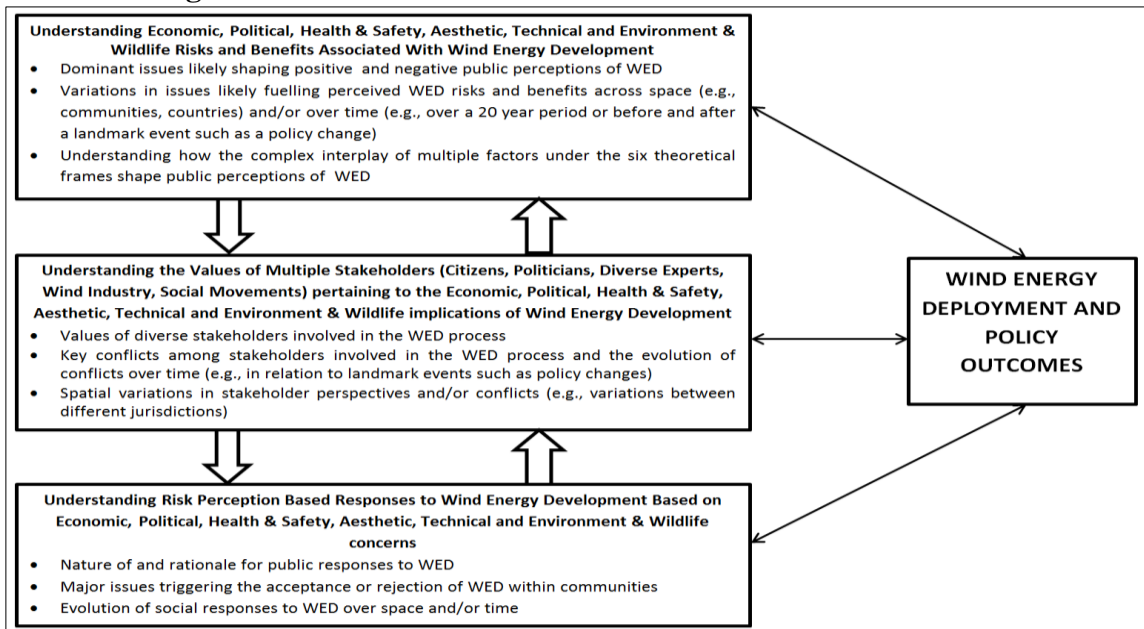 Understanding Economic, Political, Health & Safety, Aesthetic, Technical and Environment &
Wildlife Risks and Benefits Associated With Wind Energy Development
• Dominant issues likely shaping positive and negative public perceptions of WED
• Variations in issues likely fuelling perceived WED risks and benefits across space (e.g.,
communities, countries) and/or over time (e.g., over a 20 year period or before and after
a landmark event such as a policy change)
• Understanding how the complex interplay of multiple factors under the six theoretical
frames shape public perceptions of WED
Understanding the Values of Multiple Stakeholders (Citizens, Politicians, Diverse Experts,
Wind Industry, Social Movements) pertaining to the Economic, Political, Health & Safety,
Aesthetic, Technical and Environment & Wildlife implications of Wind Energy Development
• Values of diverse stakeholders involved in the WED process
• Key conflicts among stakeholders involved in the WED process and the evolution of
conflicts over time (e.g., in relation to landmark events such as policy changes)
• Spatial variations in stakeholder perspectives and/or conflicts (e.g., variations between
different jurisdictions)
Understanding Risk Perception Based Responses to Wind Energy Development Based on
Economic, Political, Health & Safety, Aesthetic, Technical and Environment & Wildlife
concerns
• Nature of and rationale for public responses to WED
• Major issues triggering the acceptance or rejection of WED within communities
• Evolution of social responses to WED over space and/or time
WIND ENERGY
DEPLOYMENT AND
POLICY
OUTCOMES